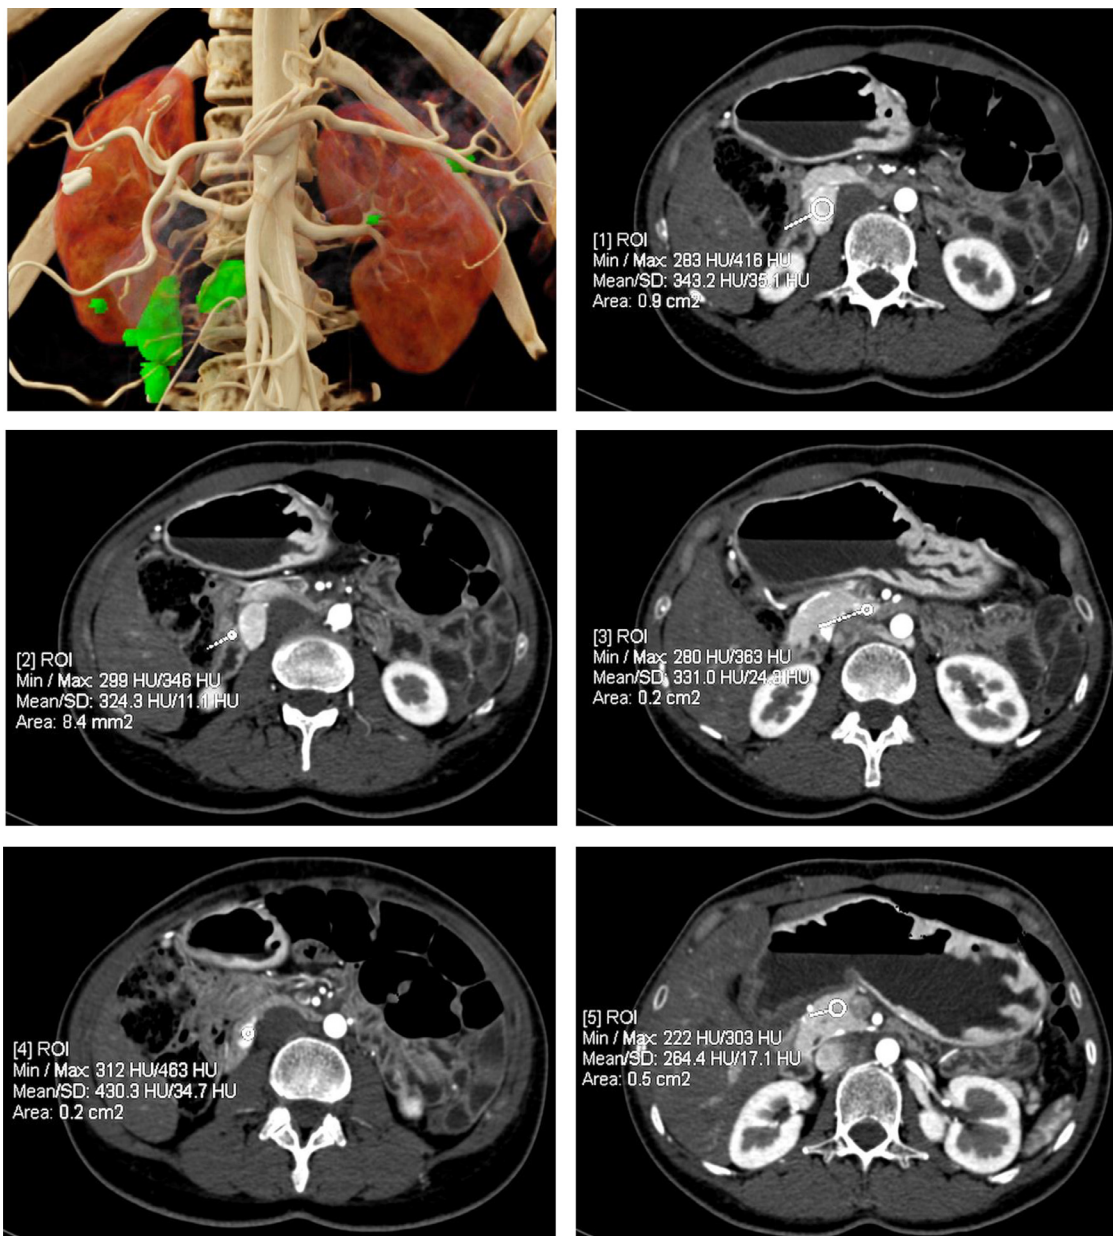 [1] ROI
Min / Max: 283 HU/416 HU
Mean/SD: 343.2 HU/35.1 HU
Area: 0.9 cm2
[2] ROI
Min / Max: 299 HU/346 HU
Mean/SD: 324.3 HU/11.1 HU
Area: 8.4 mm2
[3] ROI
Min / Max: 280 HU/363 HU
Mean/SD: 331.0 HU/24.3 HU
Area: 0.2 cm2
[4] ROI
Min / Max: 312 HU/463 HU
Mean/SD: 430.3 HU/34.7 HU
Area: 0.2 cm2
[5] ROI
Min / Max: 222 HU/303 HU
Mean/SD: 264.4 HU/17.1 HU
Area: 0.5 cm2